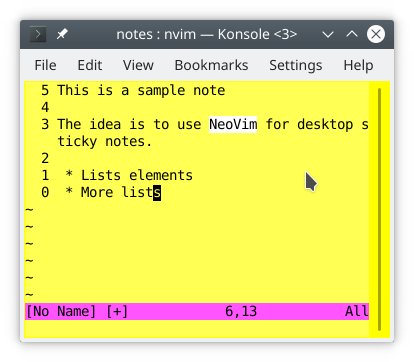 notes : nvim — Konsole <3>
File Edit View Bookmarks Settings Help
5 This is a sample note
4
3 The idea is to use NeoVim for desktop s
ticky notes.
2
1  * Lists elements
0  * More lists
~
~
~
~
~
~
[No Name] [+] 6,13 All